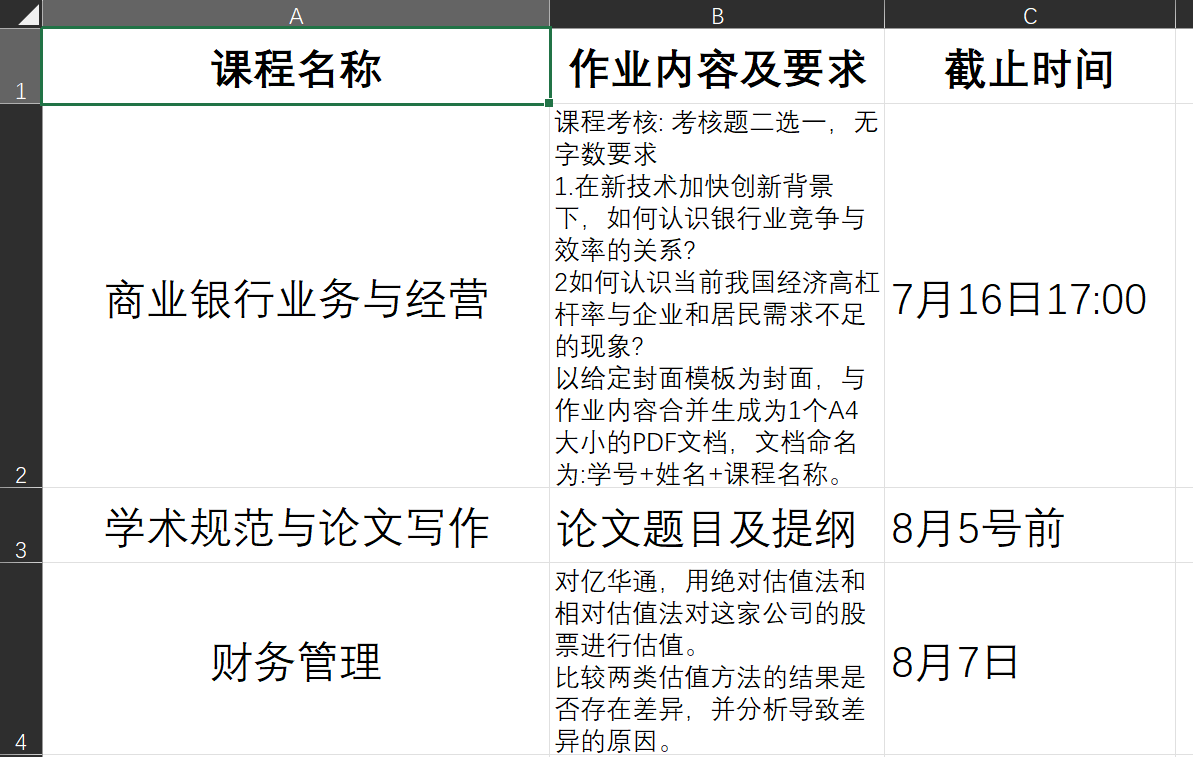 A B C
1 课程名称 作业内容及要求 截止时间
课程考核: 考核题二选一，无
字数要求
1.在新技术加快创新背景
下，如何认识银行业竞争与
效率的关系?
2如何认识当前我国经济高杠
杆率与企业和居民需求不足
的现象?
以给定封面模板为封面，与
作业内容合并生成为1个A4
大小的PDF文档，文档命名
为:学号+姓名+课程名称。
商业银行业务与经营
7月16日17:00
2
3 学术规范与论文写作 论文题目及提纲 8月5号前
对亿华通，用绝对估值法和
相对估值法对这家公司的股
票进行估值。
比较两类估值方法的结果是
否存在差异，并分析导致差
异的原因。
财务管理
8月7日
4